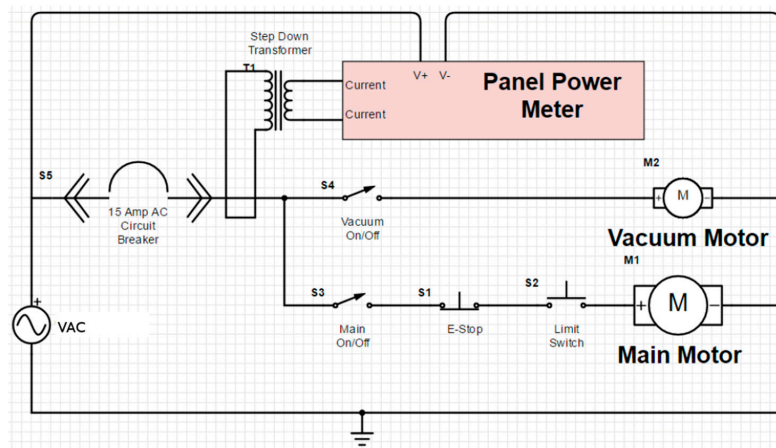 Step Down
Transformer
T1
Current
Current
V+ V-
Panel Power
Meter
S5
15 Amp AC
Circuit
Breaker
S4
Vacuum
On/Off
M2
+ M -
Vacuum Motor
S3
Main
On/Off
S1
E-Stop
S2
Limit
Switch
M1
+ M -
Main Motor
+
VAC